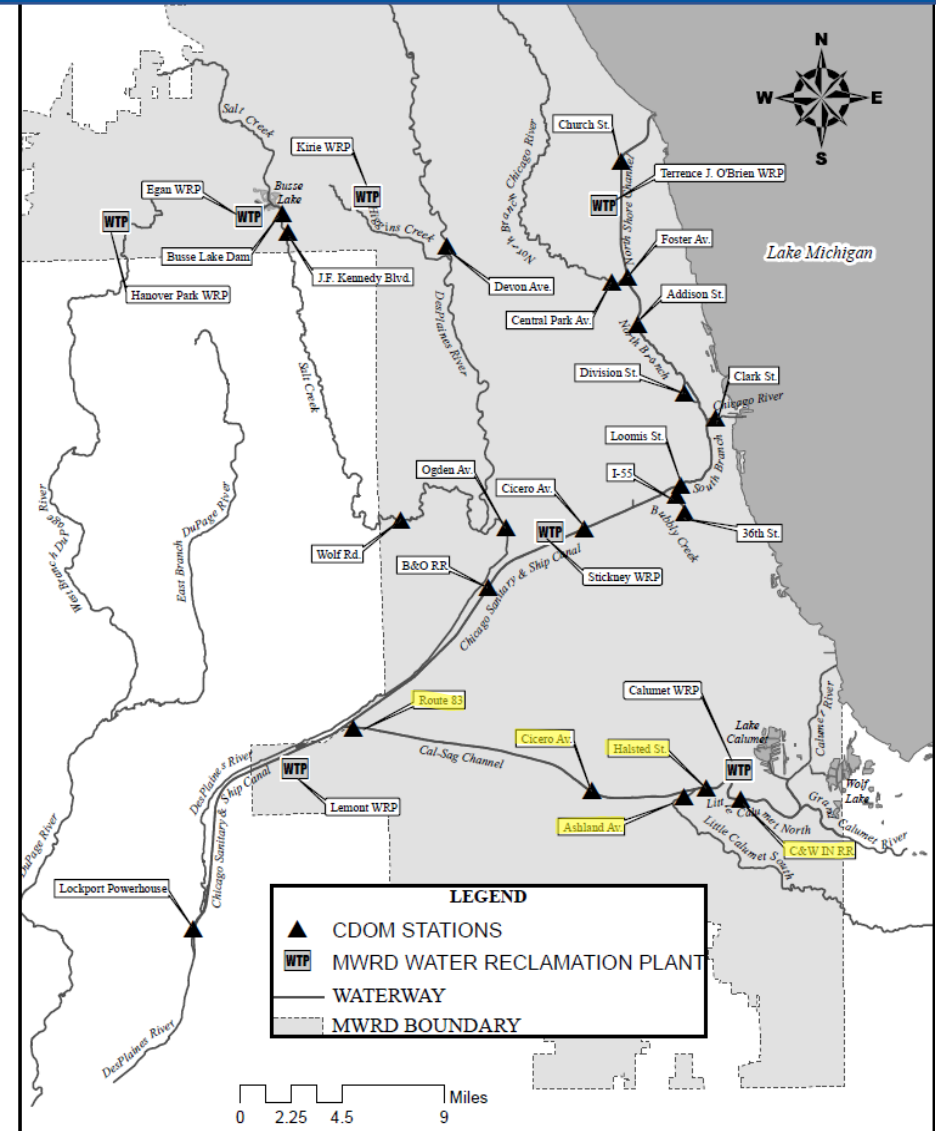 N
W
E
S
Church St.
Salt Creek
North Branch Chicago River
Kirie WRP
Terrence J. O'Brien WRP
WTP
Egan WRP
Busse
Lake
WTP
WTP
WTP
Higgins Creek
North Shore Channel
Foster Av.
Busse Lake Dam
Lake Michigan
J.F. Kennedy Blvd.
Devon Ave.
Hanover Park WRP
Addison St.
Central Park Av.
DesPlaines River
North Branch
Division St.
Clark St.
Salt Creek
Chicago River
Loomis St.
South Branch
Ogden Av.
I-55
Cicero Av.
Bubbly Creek
West Branch DuPage River
DuPage River
East Branch
WTP
36th St.
Wolf Rd.
B&O RR
Stickney WRP
Chicago Sanitary & Ship Canal
Calumet WRP
Route 83
Lake
Calumet
Calumet River
Cicero Av.
Halsted St.
Cal-Sag Channel
DesPlaines River
WTP
WTP
Wolf
Lake
Lemont WRP
Little Calumet North
Grand Calumet River
Ashland Av.
Little Calumet South
C&W IN RR
DuPage River
Chicago Sanitary & Ship Canal
Lockport Powerhouse
LEGEND
CDOM STATIONS
WTP MWRD WATER RECLAMATION PLANT
WATERWAY
MWRD BOUNDARY
DesPlaines River
Miles
0 2.25 4.5 9